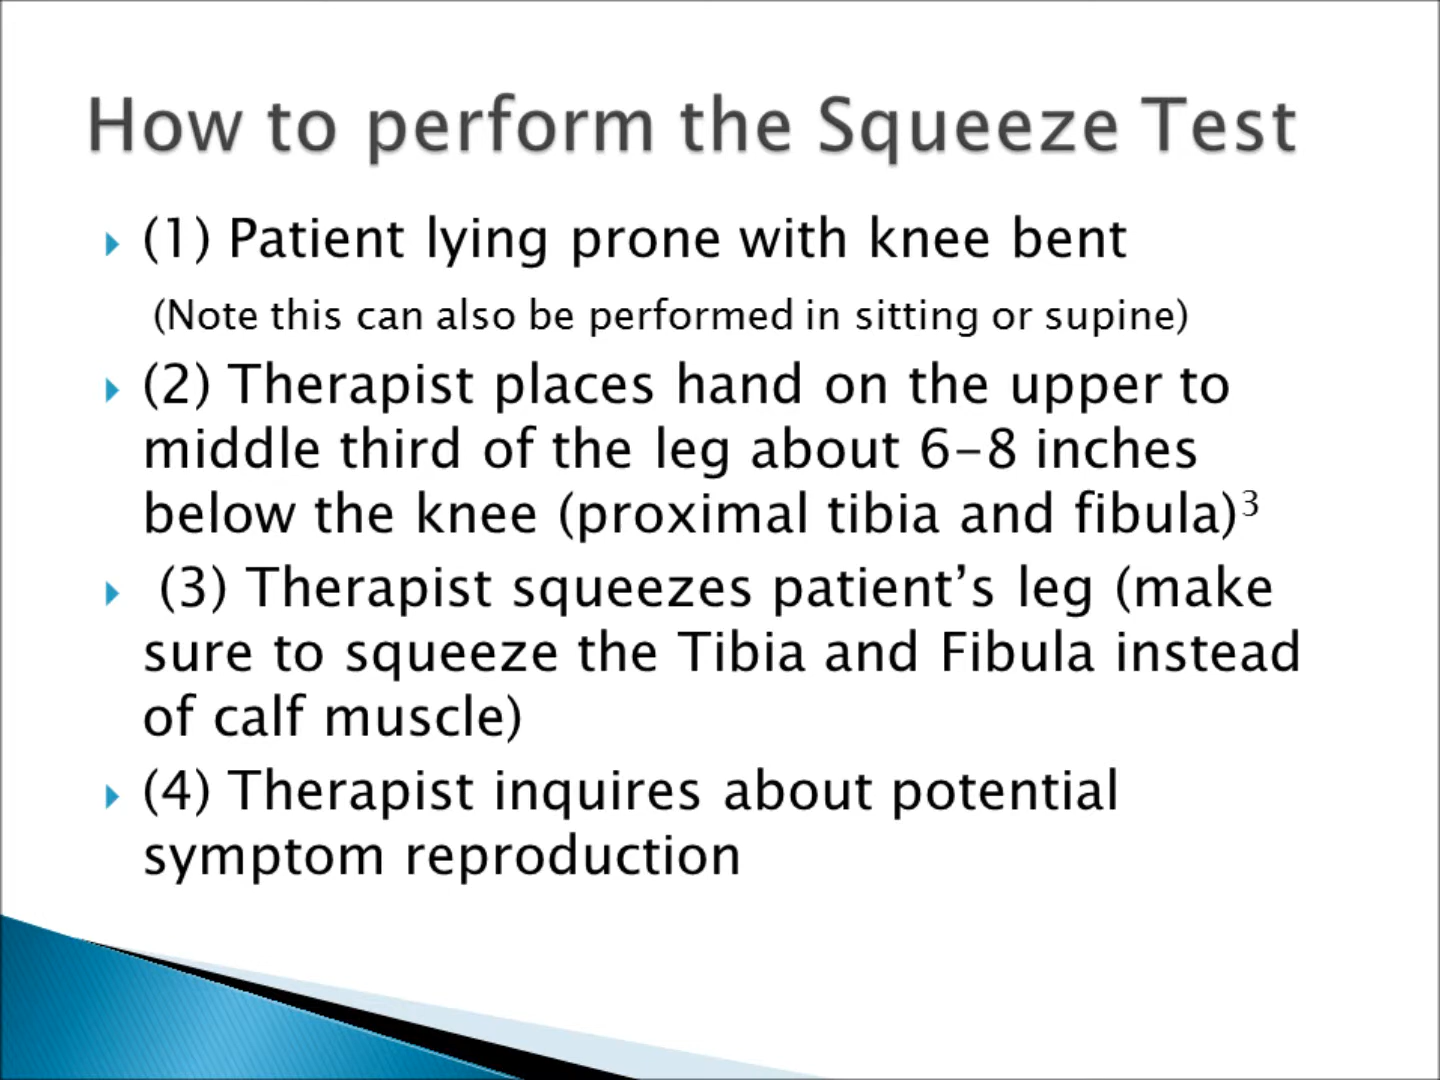 How to perform the Squeeze Test
(1) Patient lying prone with knee bent
(Note this can also be performed in sitting or supine)
(2) Therapist places hand on the upper to
middle third of the leg about 6-8 inches
below the knee (proximal tibia and fibula)³
(3) Therapist squeezes patient’s leg (make
sure to squeeze the Tibia and Fibula instead
of calf muscle)
(4) Therapist inquires about potential
symptom reproduction